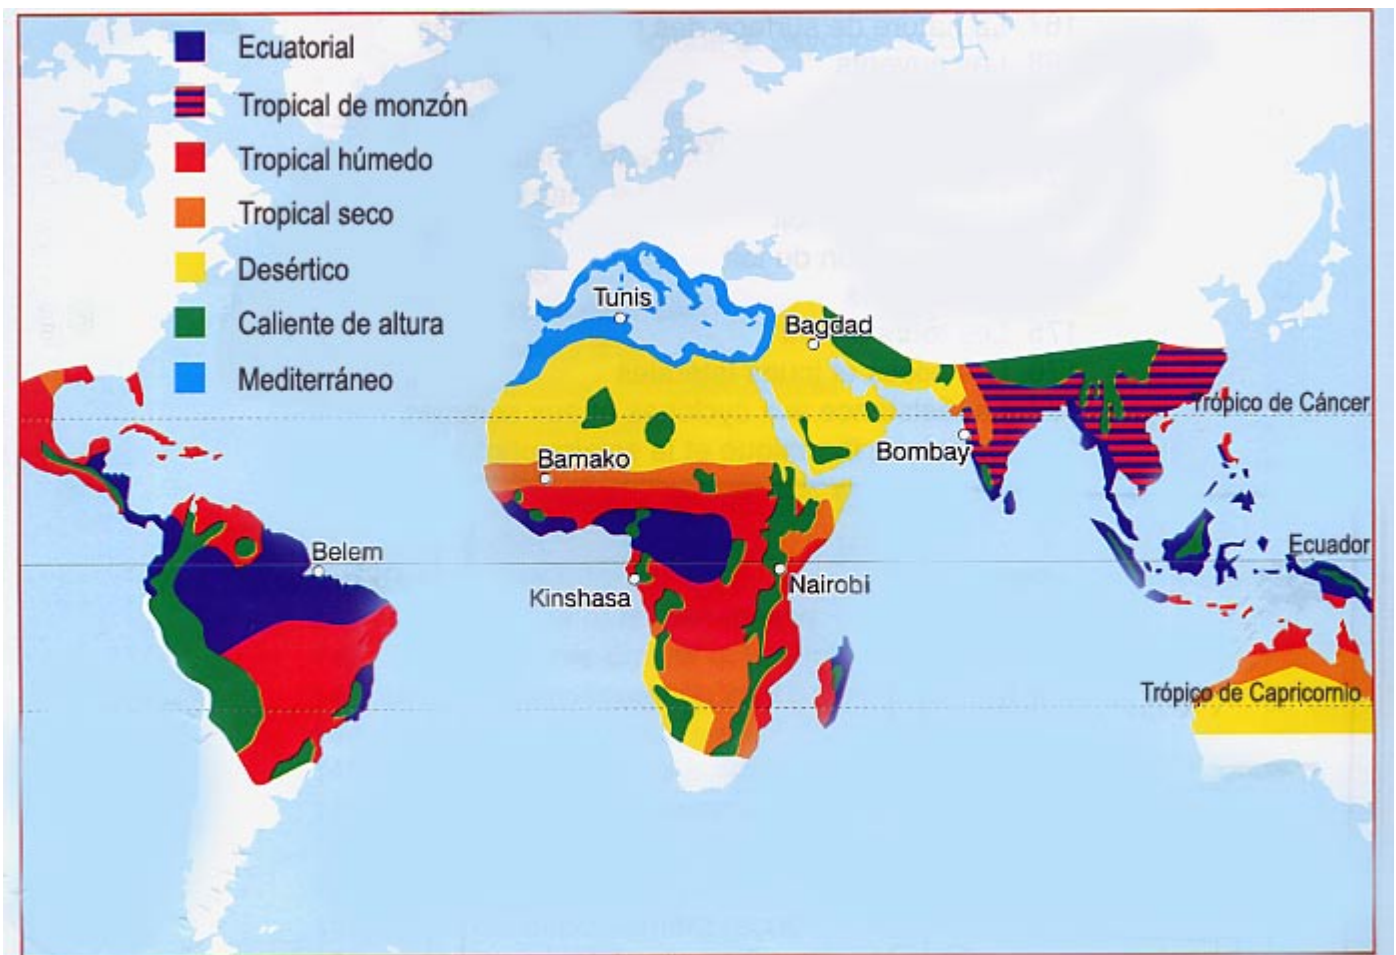 Ecuatorial
Tropical de monzón
Tropical húmedo
Tropical seco
Desértico
Caliente de altura
Mediterráneo
Tunis
Bagdad
Trópico de Cáncer
Bombay
Bamako
Ecuador
Belem
Nairobi
Kinshasa
Trópico de Capricornio